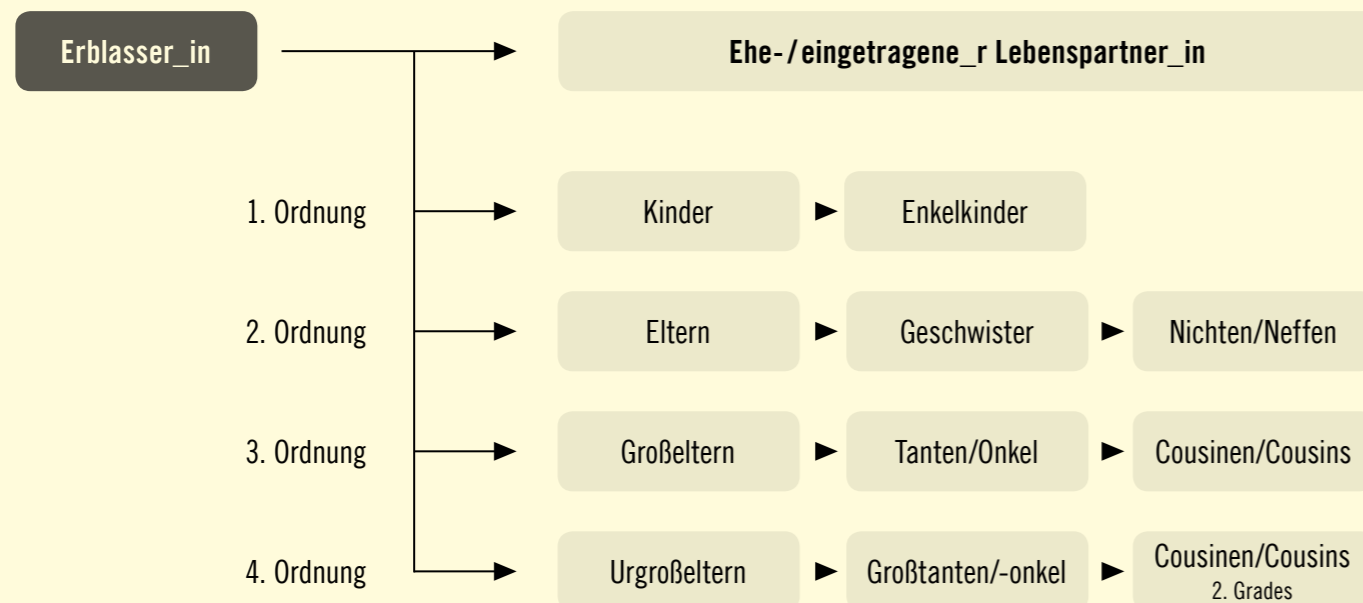 Erblasser_in
Ehe- / eingetragene_r Lebenspartner_in
1. Ordnung
Kinder
Enkelkinder
2. Ordnung
Eltern
Geschwister
Nichten/Neffen
3. Ordnung
Großeltern
Tanten/Onkel
Cousinen/Cousins
4. Ordnung
Urgroßeltern
Großtanten/-onkel
Cousinen/Cousins
2. Grades